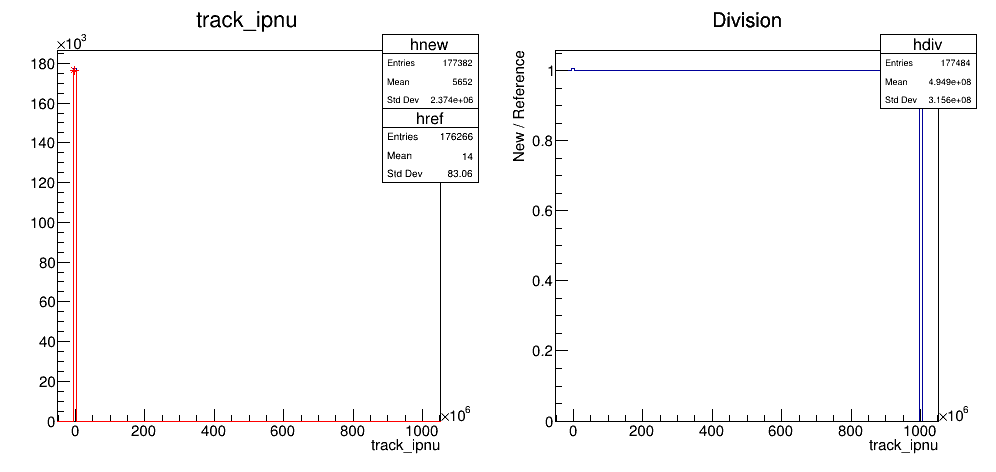 track_ipnu
×10³
hnew
Entries 177382
Mean 5652
Std Dev 2.374e+06
href
Entries 176266
Mean 14
Std Dev 83.06
180
160
140
120
100
80
60
40
20
0
0 200 400 600 800 1000
×10⁶
track_ipnu
Division
hdiv
Entries 177484
Mean 4.949e+08
Std Dev 3.156e+08
New / Reference
1
0.8
0.6
0.4
0.2
0
0 200 400 600 800 1000
×10⁶
track_ipnu